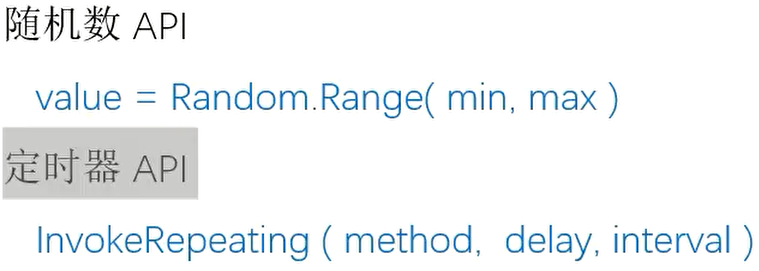 随机数 API
value = Random.Range( min, max )
定时器 API
InvokeRepeating ( method,  delay, interval )